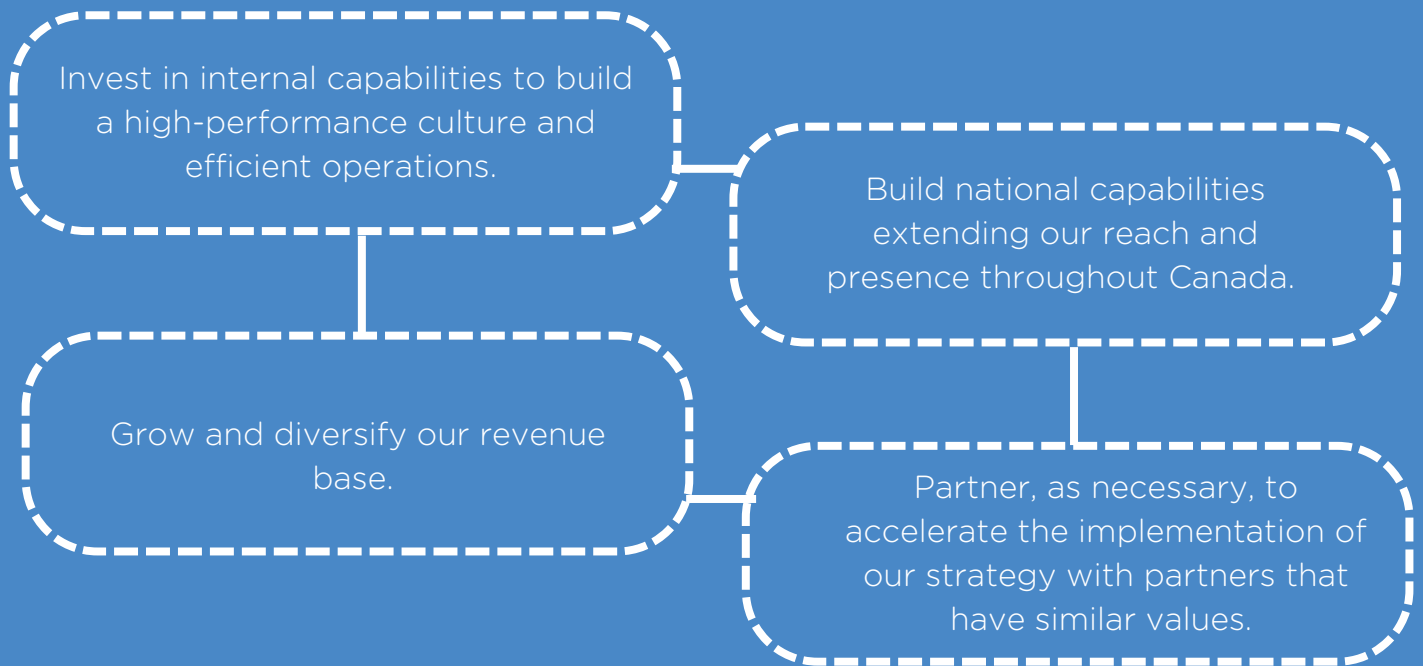 Invest in internal capabilities to build
a high-performance culture and
efficient operations.
Build national capabilities
extending our reach and
presence throughout Canada.
Grow and diversify our revenue
base.
Partner, as necessary, to
accelerate the implementation of
our strategy with partners that
have similar values.